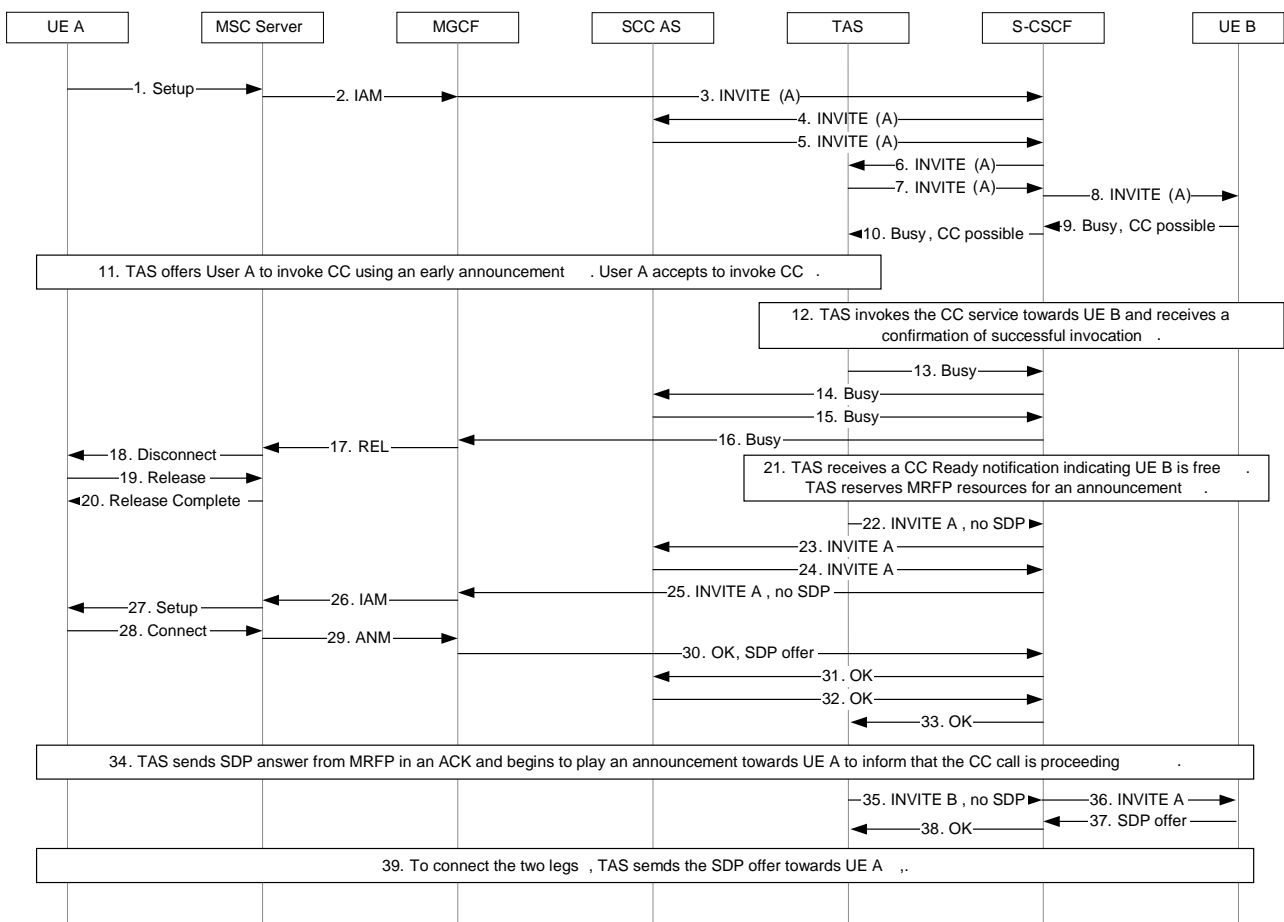 UE A
MSC Server
MGCF
SCC AS
TAS
S-CSCF
UE B
1. Setup
2. IAM
3. INVITE (A)
4. INVITE (A)
5. INVITE (A)
6. INVITE (A)
7. INVITE (A)
8. INVITE (A)
9. Busy, CC possible
10. Busy, CC possible
11. TAS offers User A to invoke CC using an early announcement . User A accepts to invoke CC .
12. TAS invokes the CC service towards UE B and receives a
confirmation of successful invocation .
13. Busy
14. Busy
15. Busy
16. Busy
17. REL
18. Disconnect
19. Release
20. Release Complete
21. TAS receives a CC Ready notification indicating UE B is free .
TAS reserves MRFP resources for an announcement .
22. INVITE A , no SDP
23. INVITE A
24. INVITE A
25. INVITE A , no SDP
26. IAM
27. Setup
28. Connect
29. ANM
30. OK, SDP offer
31. OK
32. OK
33. OK
34. TAS sends SDP answer from MRFP in an ACK and begins to play an announcement towards UE A to inform that the CC call is proceeding .
35. INVITE B , no SDP
36. INVITE A
37. SDP offer
38. OK
39. To connect the two legs , TAS semds the SDP offer towards UE A ,.